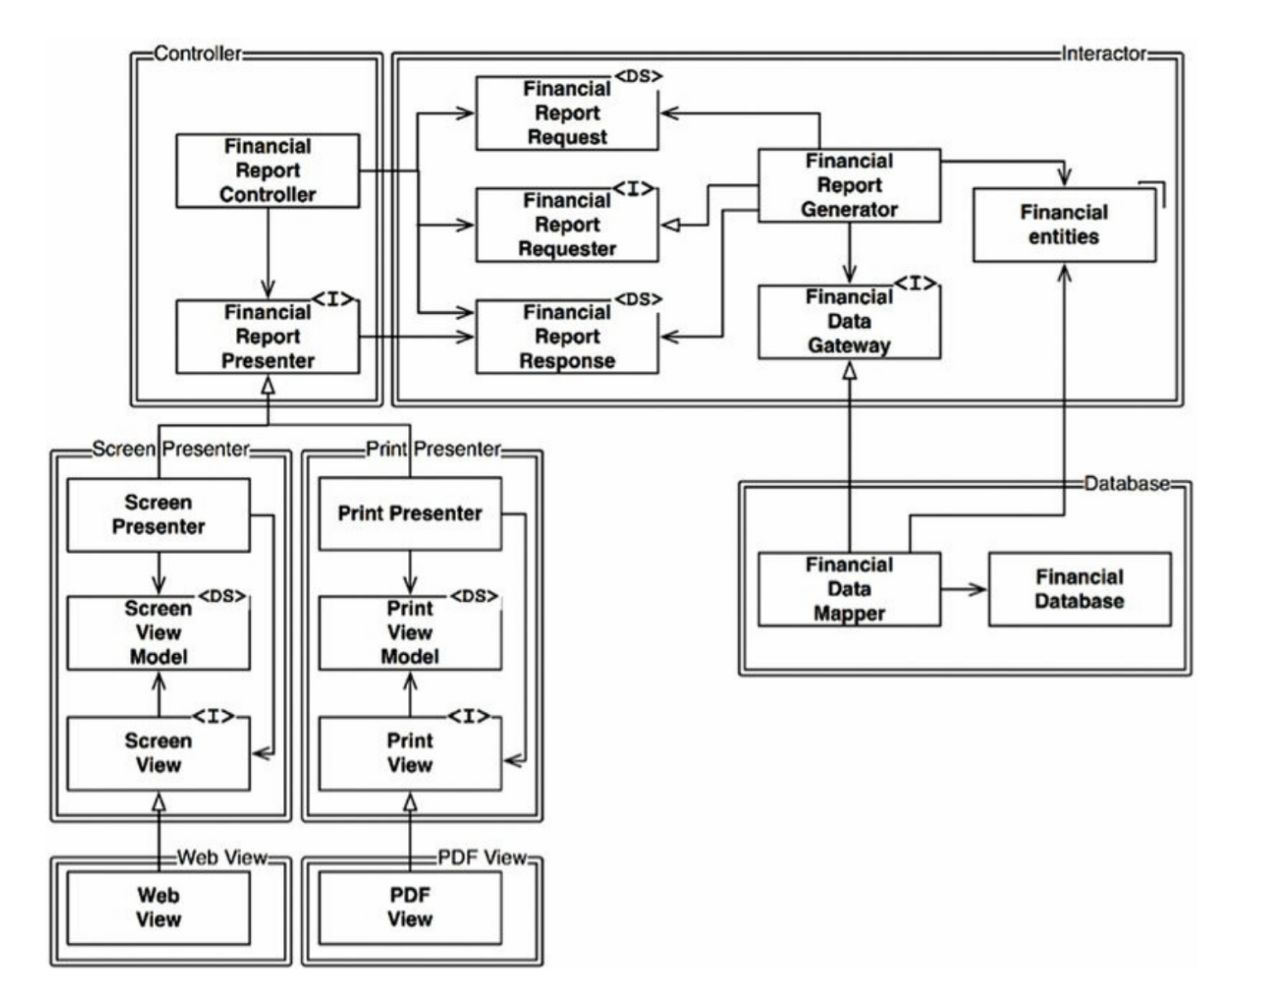 Controller
Interactor
<DS>
Financial
Report
Request
Financial
Report
Controller
Financial
Report
Generator
<I>
Financial
Report
Requester
Financial
entities
<I>
Financial
Report
Presenter
<DS>
Financial
Report
Response
<I>
Financial
Data
Gateway
Screen Presenter
Print Presenter
Database
Screen
Presenter
Print Presenter
Financial
Data
Mapper
Financial
Database
<DS>
Screen
View
Model
<DS>
Print
View
Model
<I>
Screen
View
<I>
Print
View
Web View
PDF View
Web
View
PDF
View